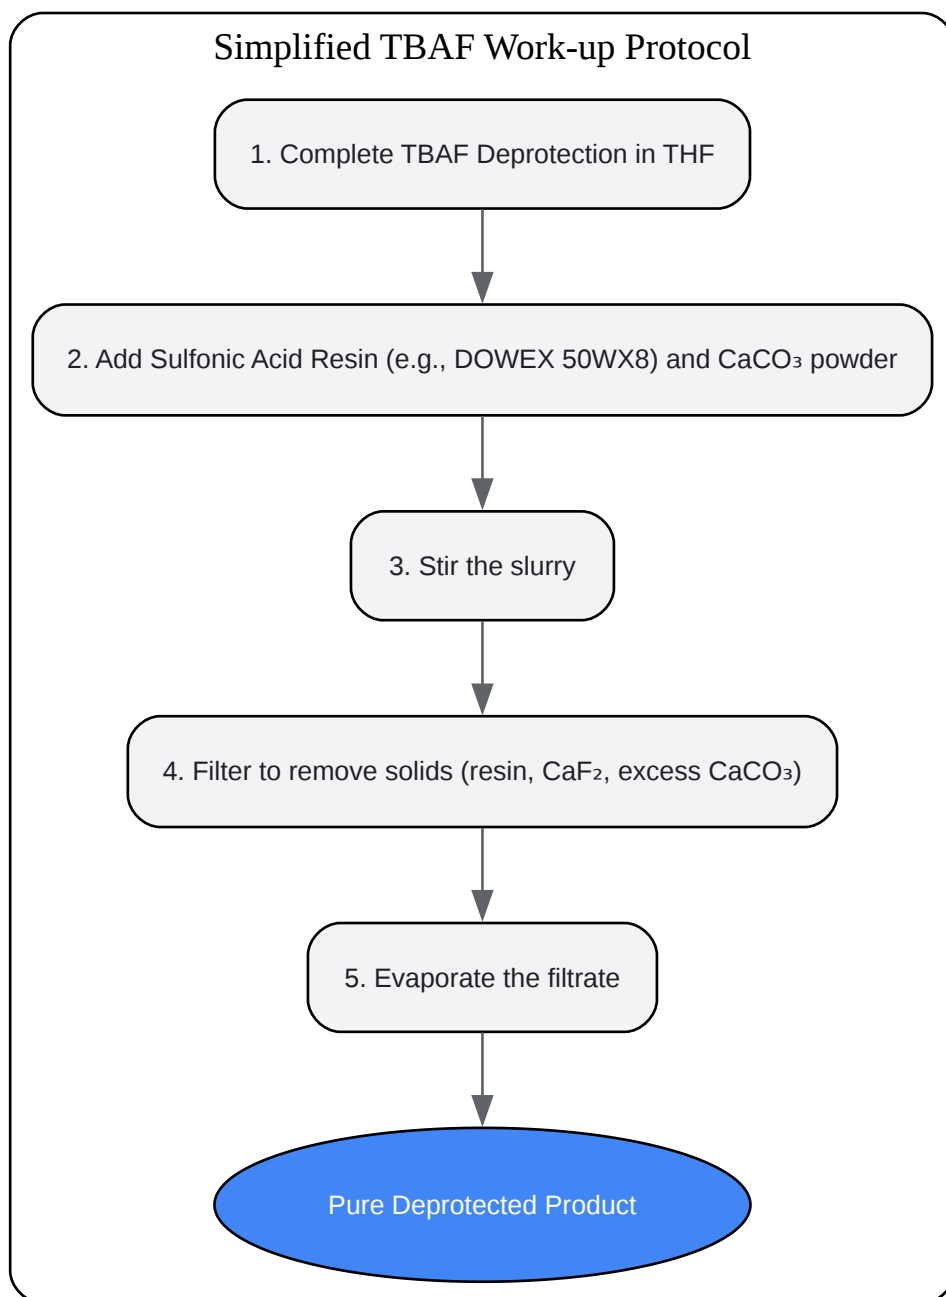 Simplified TBAF Work-up Protocol
1. Complete TBAF Deprotection in THF
2. Add Sulfonic Acid Resin (e.g., DOWEX 50WX8) and CaCO₃ powder
3. Stir the slurry
4. Filter to remove solids (resin, CaF₂, excess CaCO₃)
5. Evaporate the filtrate
Pure Deprotected Product